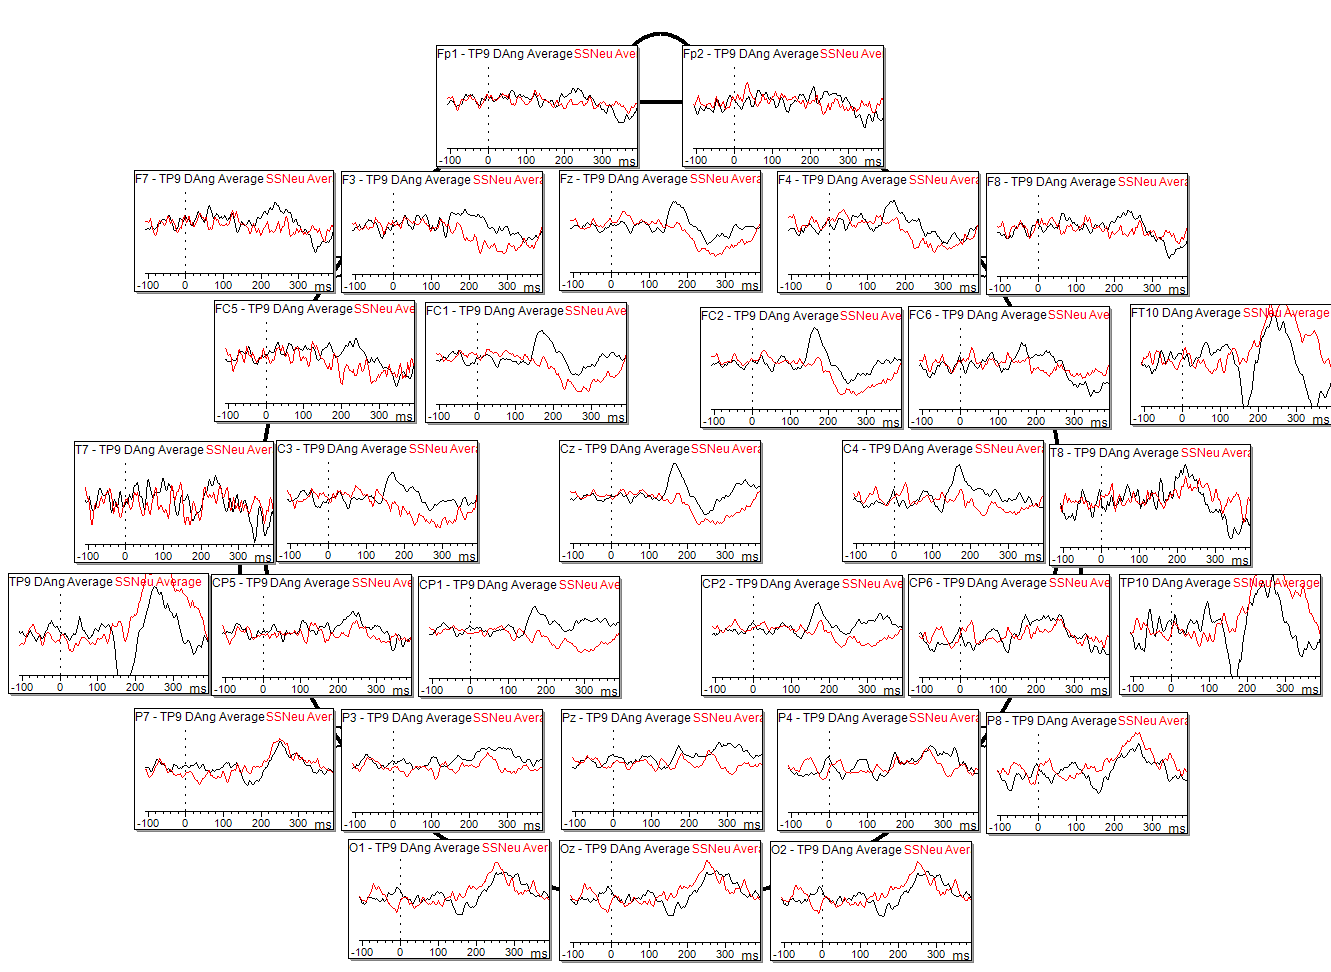 Fp1 - TP9 DAng Average SSNeu Ave
-100 0 100 200 300 ms
Fp2 - TP9 DAng Average SSNeu Ave
-100 0 100 200 300 ms
F7 - TP9 DAng Average SSNeu Aver
-100 0 100 200 300 ms
F3 - TP9 DAng Average SSNeu Avera
-100 0 100 200 300 ms
Fz - TP9 DAng Average SSNeu Avera
-100 0 100 200 300 ms
F4 - TP9 DAng Average SSNeu Avera
-100 0 100 200 300 ms
F8 - TP9 DAng Average SSNeu Avera
-100 0 100 200 300 ms
FC5 - TP9 DAng Average SSNeu Ave
-100 0 100 200 300 ms
FC1 - TP9 DAng Average SSNeu Ave
-100 0 100 200 300 ms
FC2 - TP9 DAng Average SSNeu Ave
-100 0 100 200 300 ms
FC6 - TP9 DAng Average SSNeu Ave
-100 0 100 200 300 ms
FT10 DAng Average SSNeu Average
-100 0 100 200 300 ms
T7 - TP9 DAng Average SSNeu Aver
-100 0 100 200 300 ms
C3 - TP9 DAng Average SSNeu Aver
-100 0 100 200 300 ms
Cz - TP9 DAng Average SSNeu Aver
-100 0 100 200 300 ms
C4 - TP9 DAng Average SSNeu Aver
-100 0 100 200 300 ms
T8 - TP9 DAng Average SSNeu Aver
-100 0 100 200 300 ms
TP9 DAng Average SSNeu Average
-100 0 100 200 300 ms
CP5 - TP9 DAng Average SSNeu Ave
-100 0 100 200 300 ms
CP1 - TP9 DAng Average SSNeu Ave
-100 0 100 200 300 ms
CP2 - TP9 DAng Average SSNeu Ave
-100 0 100 200 300 ms
CP6 - TP9 DAng Average SSNeu Ave
-100 0 100 200 300 ms
TP10 DAng Average SSNeu Average
-100 0 100 200 300 ms
P7 - TP9 DAng Average SSNeu Aver
-100 0 100 200 300 ms
P3 - TP9 DAng Average SSNeu Avera
-100 0 100 200 300 ms
Pz - TP9 DAng Average SSNeu Avera
-100 0 100 200 300 ms
P4 - TP9 DAng Average SSNeu Avera
-100 0 100 200 300 ms
P8 - TP9 DAng Average SSNeu Avera
-100 0 100 200 300 ms
O1 - TP9 DAng Average SSNeu Aver
-100 0 100 200 300 ms
Oz - TP9 DAng Average SSNeu Aver
-100 0 100 200 300 ms
O2 - TP9 DAng Average SSNeu Aver
-100 0 100 200 300 ms